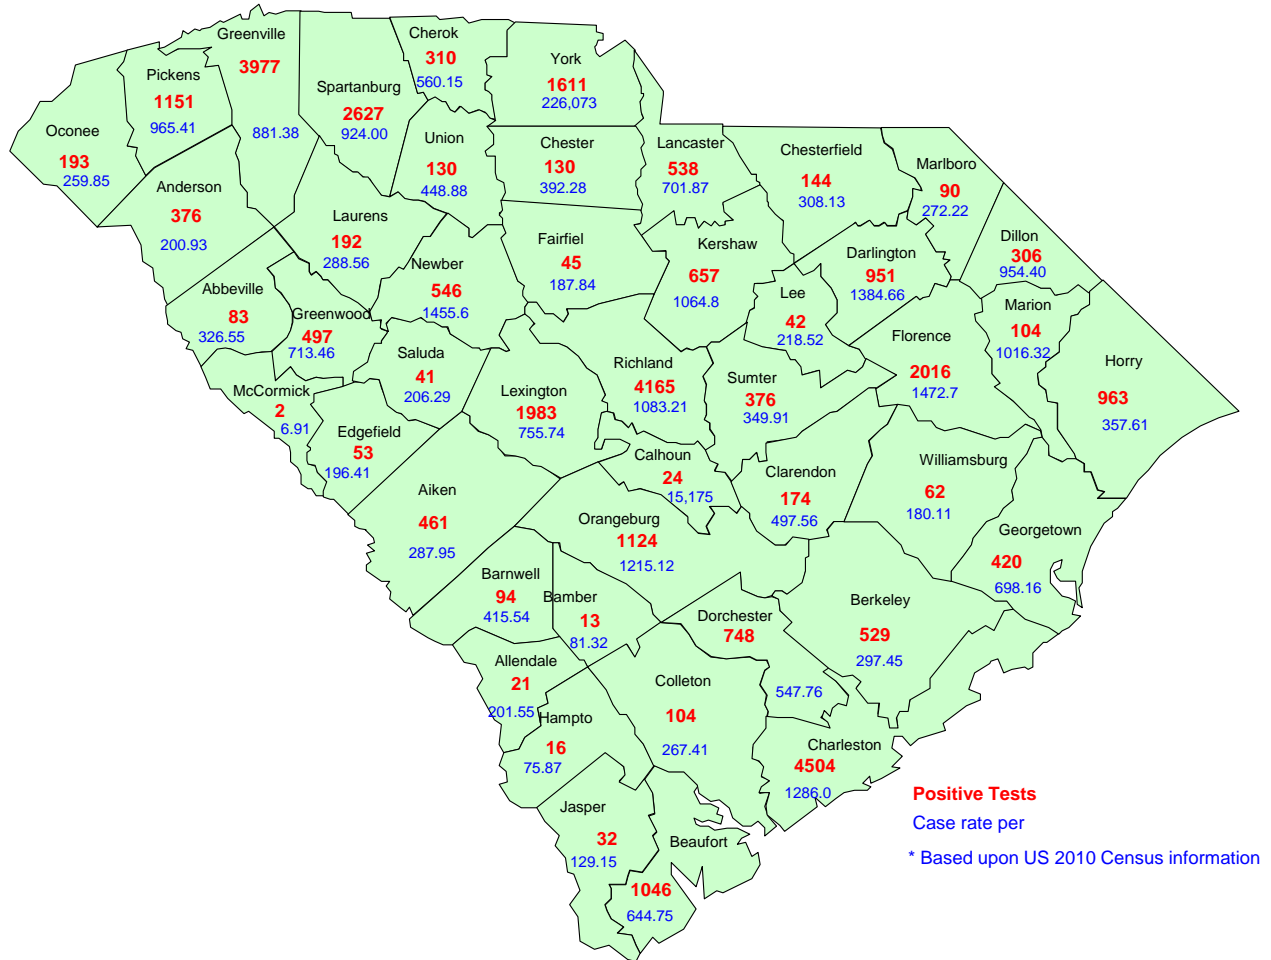 Greenville
3977
881.38
Cherok
310
560.15
York
1611
226,073
Pickens
1151
965.41
Spartanburg
2627
924.00
Oconee
193
259.85
Union
130
448.88
Chester
130
392.28
Lancaster
538
701.87
Chesterfield
144
308.13
Marlboro
90
272.22
Anderson
376
200.93
Laurens
192
288.56
Fairfiel
45
187.84
Kershaw
657
1064.8
Darlington
951
1384.66
Dillon
306
954.40
Newber
546
1455.6
Abbeville
83
326.55
Greenwood
497
713.46
Lee
42
218.52
Marion
104
1016.32
Florence
2016
1472.7
Horry
963
357.61
Saluda
41
206.29
Richland
4165
1083.21
Sumter
376
349.91
McCormick
2
6.91
Lexington
1983
755.74
Edgefield
53
196.41
Calhoun
24
15,175
Clarendon
174
497.56
Williamsburg
62
180.11
Aiken
461
287.95
Orangeburg
1124
1215.12
Georgetown
420
698.16
Barnwell
94
415.54
Bamber
13
81.32
Dorchester
748
547.76
Berkeley
529
297.45
Allendale
21
201.55
Colleton
104
267.41
Hampto
16
75.87
Charleston
4504
1286.0
Jasper
32
129.15
Beaufort
1046
644.75
Positive Tests
Case rate per
* Based upon US 2010 Census information